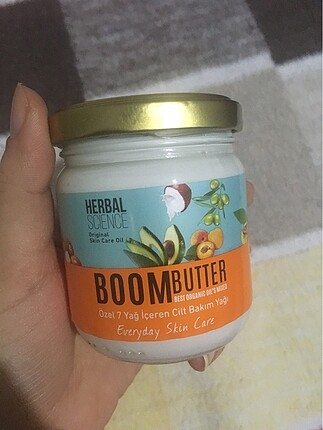 HERBAL
SCIENCE
Original
Skin Care Oil
BOOMBUTTER
BEST ORGANIC OIL'S MIXED
Özel 7 Yağ İçeren Cilt Bakım Yağı
Everyday Skin Care